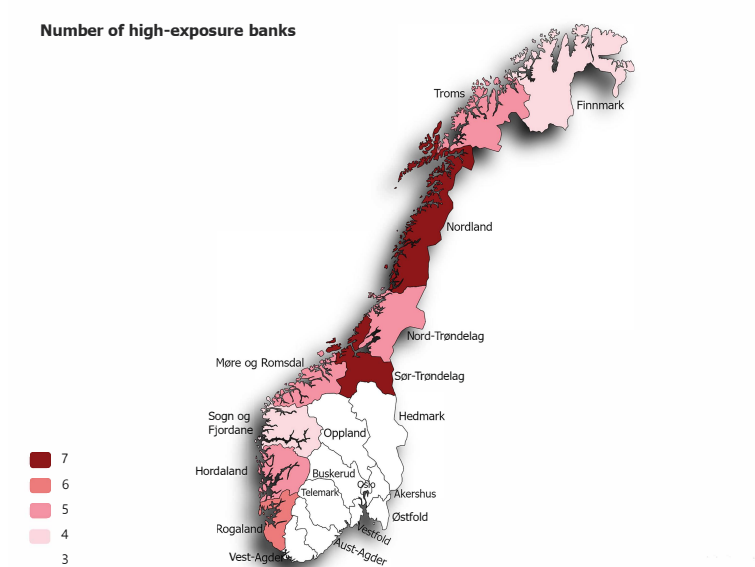 Number of high-exposure banks
Troms
Finnmark
Nordland
Nord-Trøndelag
Møre og Romsdal
Sør-Trøndelag
Sogn og
Fjordane
Hedmark
Oppland
Hordaland
Buskerud
Oslo
Telemark
Akershus
Østfold
Rogaland
Vestfold
Vest-Agder
Aust-Agder
7
6
5
4
3